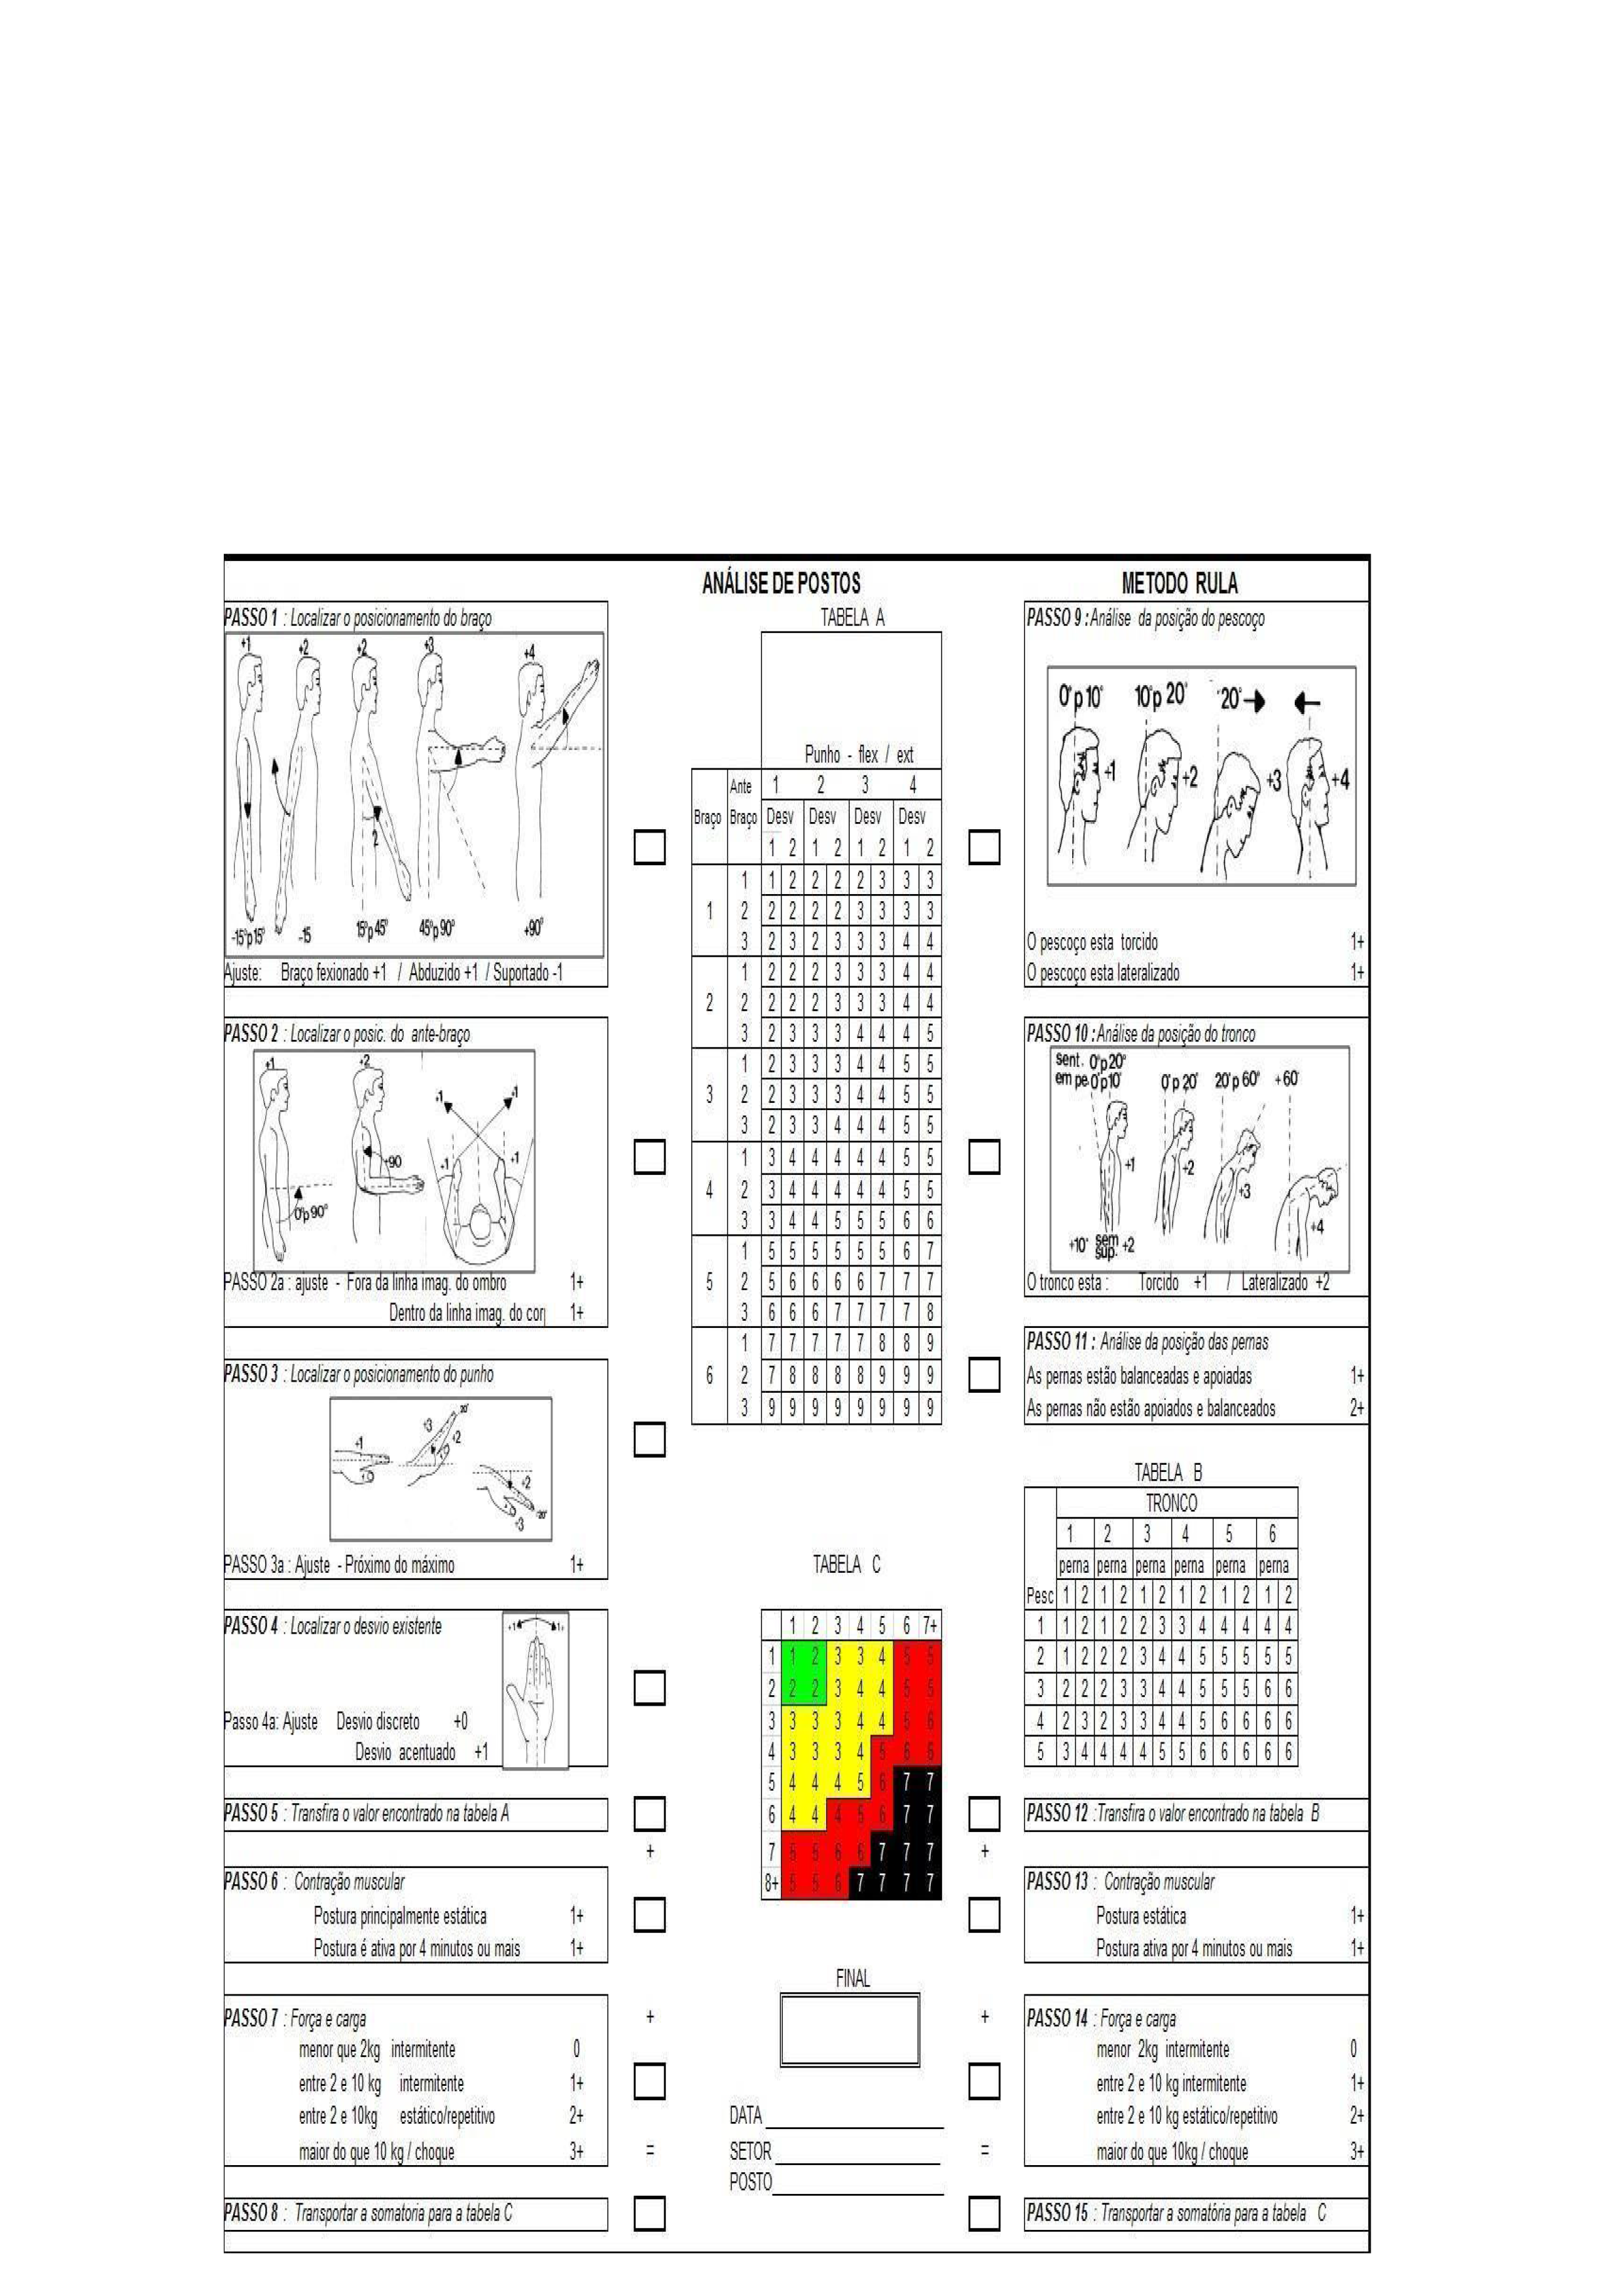 ANÁLISE DE POSTOS
METODO RULA
PASSO 1 : Localizar o posicionamento do braço
+1 +2 +2 +3 +4
2
-15°p15° -15 15°p45° 45°p90° +90°
Ajuste: Braço fexionado +1 / Abduzido +1 / Suportado -1
PASSO 2 : Localizar o posic. do ante-braço
+1 +2 +1 +1
+90 +1 +1
0°p90°
PASSO 2a : ajuste - Fora da linha imag. do ombro 1+
Dentro da linha imag. do cor 1+
PASSO 3 : Localizar o posicionamento do punho
+1 +3 20° +2
+2 +3 20°
PASSO 3a : Ajuste - Próximo do máximo 1+
PASSO 4 : Localizar o desvio existente
+1 1+
Passo 4a: Ajuste Desvio discreto +0
Desvio acentuado +1
PASSO 5 : Transfira o valor encontrado na tabela A
+
PASSO 6 : Contração muscular
Postura principalmente estática 1+
Postura é ativa por 4 minutos ou mais 1+
+
PASSO 7 : Força e carga
menor que 2kg intermitente 0
entre 2 e 10 kg intermitente 1+
entre 2 e 10kg estático/repetitivo 2+
maior do que 10 kg / choque 3+
=
PASSO 8 : Transportar a somatoria para a tabela C
TABELA A
Punho - flex / ext
Ante 1 2 3 4
Braço Braço Desv Desv Desv Desv
1 2 1 2 1 2 1 2
1 1 2 2 2 2 3 3 3
1 2 2 2 2 2 3 3 3 3
3 2 3 2 3 3 3 4 4
1 2 2 2 3 3 3 4 4
2 2 2 2 2 3 3 3 4 4
3 2 3 3 3 4 4 4 5
1 2 3 3 3 4 4 5 5
3 2 2 3 3 3 4 4 5 5
3 2 3 3 4 4 4 5 5
1 3 4 4 4 4 4 5 5
4 2 3 4 4 4 4 4 5 5
3 3 4 4 5 5 5 6 6
1 5 5 5 5 5 5 6 7
5 2 5 6 6 6 6 7 7 7
3 6 6 6 7 7 7 7 8
1 7 7 7 7 7 8 8 9
6 2 7 8 8 8 8 9 9 9
3 9 9 9 9 9 9 9 9
TABELA C
1 2 3 4 5 6 7+
1 1 2 3 3 4 5 5
2 2 2 3 4 4 5 5
3 3 3 3 4 4 5 6
4 3 3 3 4 5 6 6
5 4 4 4 5 6 7 7
6 4 4 4 5 6 7 7
7 5 5 6 6 7 7 7
8+ 5 5 6 7 7 7 7
FINAL
DATA
SETOR
POSTO
PASSO 9 : Análise da posição do pescoço
0°p10° 10°p20° 20°
+1 +2 +3 +4
O pescoço esta torcido 1+
O pescoço esta lateralizado 1+
PASSO 10 : Análise da posição do tronco
sent. 0°p20°
em pe 0°p10° 0°p20° 20°p60° +60°
+1 +2 +3 +4
+10° sem sup. +2
O tronco esta : Torcido +1 / Lateralizado +2
PASSO 11 : Análise da posição das pernas
As pernas estão balanceadas e apoiadas 1+
As pernas não estão apoiados e balanceados 2+
TABELA B
TRONCO
1 2 3 4 5 6
perna perna perna perna perna perna
Pesc 1 2 1 2 1 2 1 2 1 2 1 2
1 1 2 1 2 2 3 3 4 4 4 4 4
2 1 2 2 2 3 4 4 5 5 5 5 5
3 2 2 2 3 3 4 4 5 5 5 6 6
4 2 3 2 3 3 4 4 5 6 6 6 6
5 3 4 4 4 4 5 5 6 6 6 6 6
PASSO 12 : Transfira o valor encontrado na tabela B
+
PASSO 13 : Contração muscular
Postura estática 1+
Postura ativa por 4 minutos ou mais 1+
+
PASSO 14 : Força e carga
menor 2kg intermitente 0
entre 2 e 10 kg intermitente 1+
entre 2 e 10 kg estático/repetitivo 2+
maior do que 10kg / choque 3+
=
PASSO 15 : Transportar a somatória para a tabela C